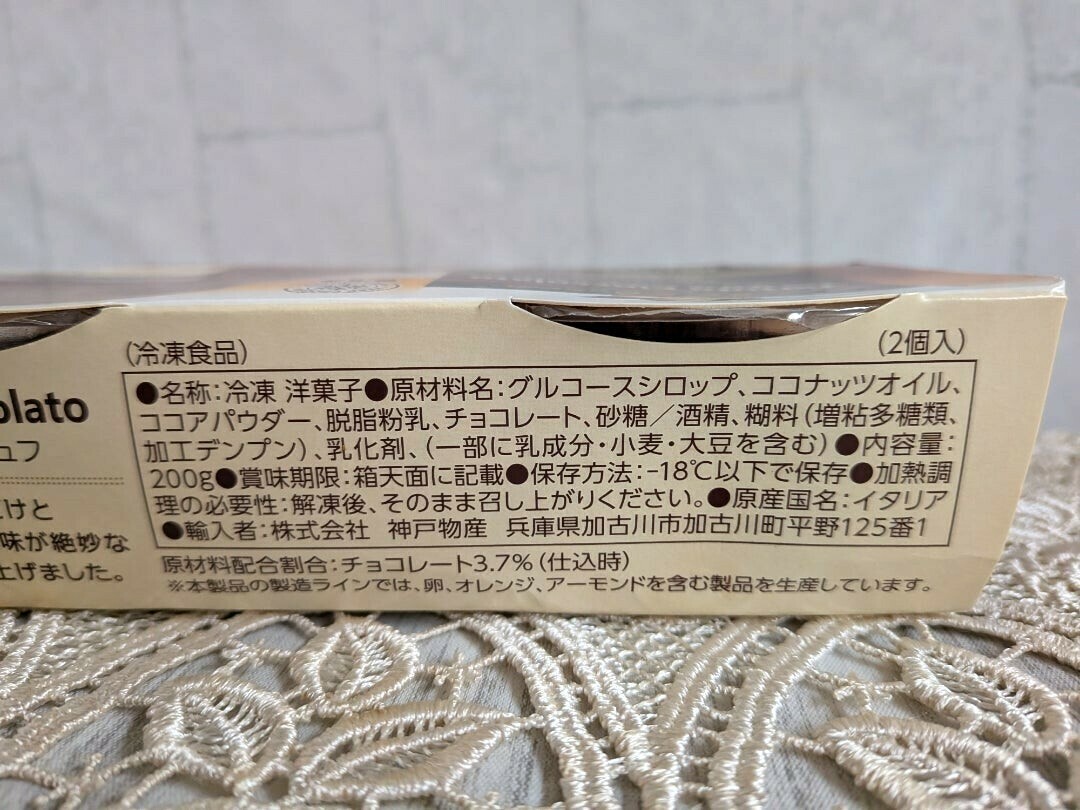 (冷凍食品)
(2個入)
●名称:冷凍 洋菓子●原材料名:グルコースシロップ、ココナッツオイル、
ココアパウダー、脱脂粉乳、チョコレート、砂糖/酒精、糊料(増粘多糖類、
加工デンプン)、乳化剤、(一部に乳成分・小麦・大豆を含む)●内容量:
200g●賞味期限:箱天面に記載●保存方法:-18℃以下で保存●加熱調
理の必要性:解凍後、そのまま召し上がりください。●原産国名:イタリア
●輸入者:株式会社 神戸物産 兵庫県加古川市加古川町平野125番1
原材料配合割合:チョコレート3.7%(仕込時)
※本製品の製造ラインでは、卵、オレンジ、アーモンドを含む製品を生産しています。
olato
ュフ
どけと
味が絶妙な
上げました。